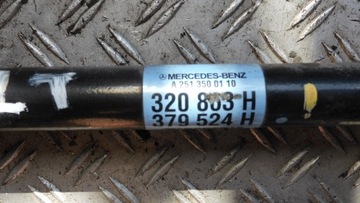 MERCEDES-BENZ
A 251 350 01 10
320 803 H
379 524 H